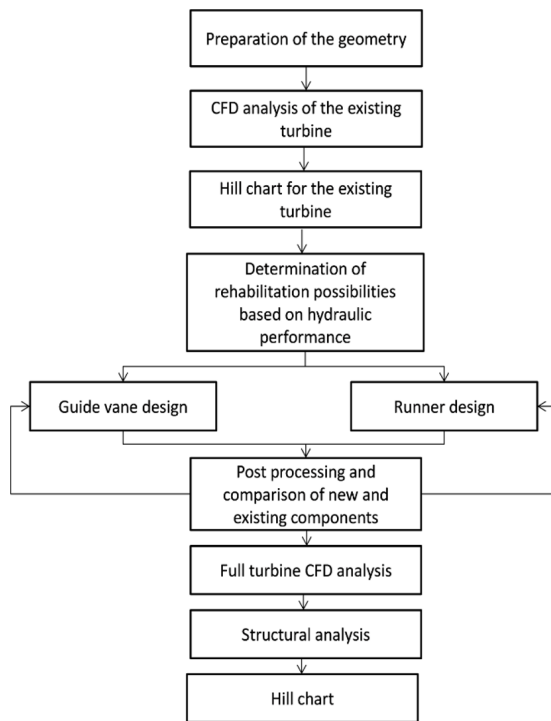 Preparation of the geometry
CFD analysis of the existing
turbine
Hill chart for the existing
turbine
Determination of
rehabilitation possibilities
based on hydraulic
performance
Guide vane design
Runner design
Post processing and
comparison of new and
existing components
Full turbine CFD analysis
Structural analysis
Hill chart